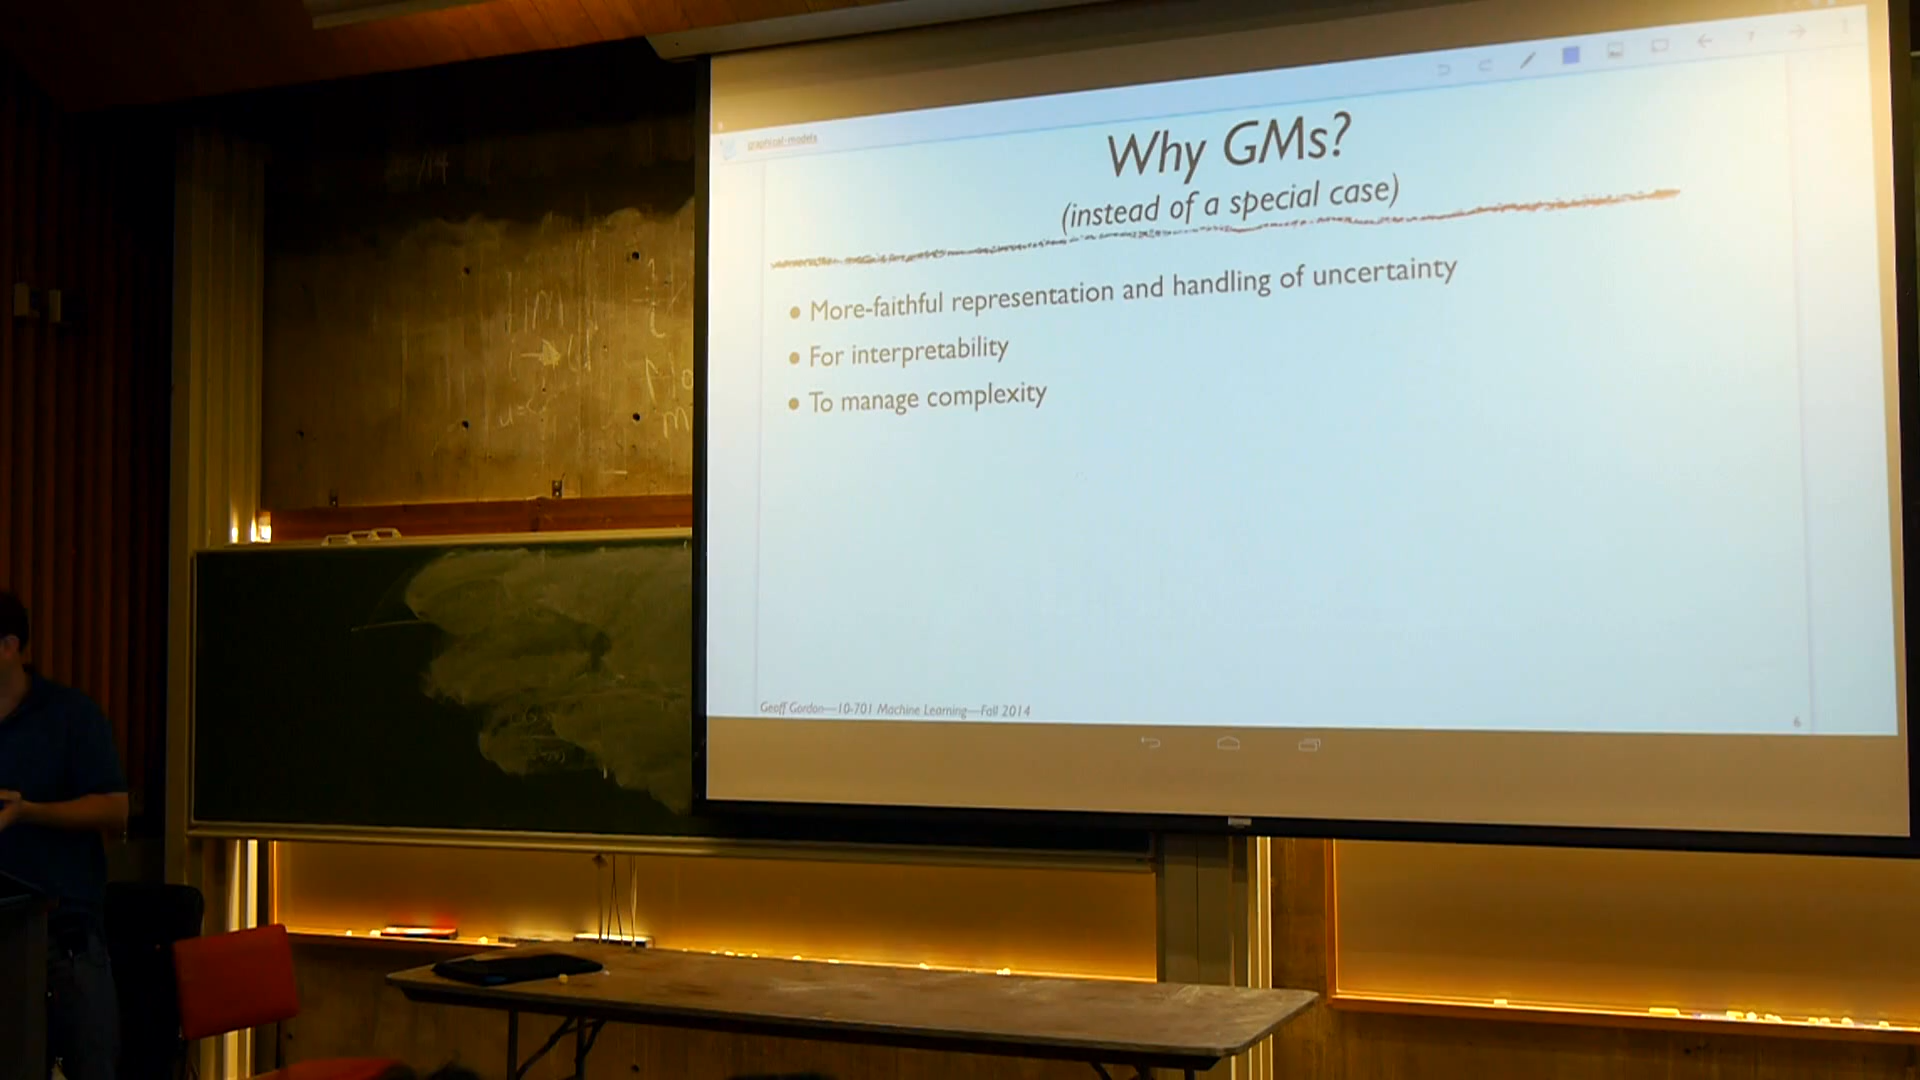 graphical-models
7
Why GMs?
(instead of a special case)
• More-faithful representation and handling of uncertainty
• For interpretability
• To manage complexity
Geoff Gordon—10-701 Machine Learning—Fall 2014
6